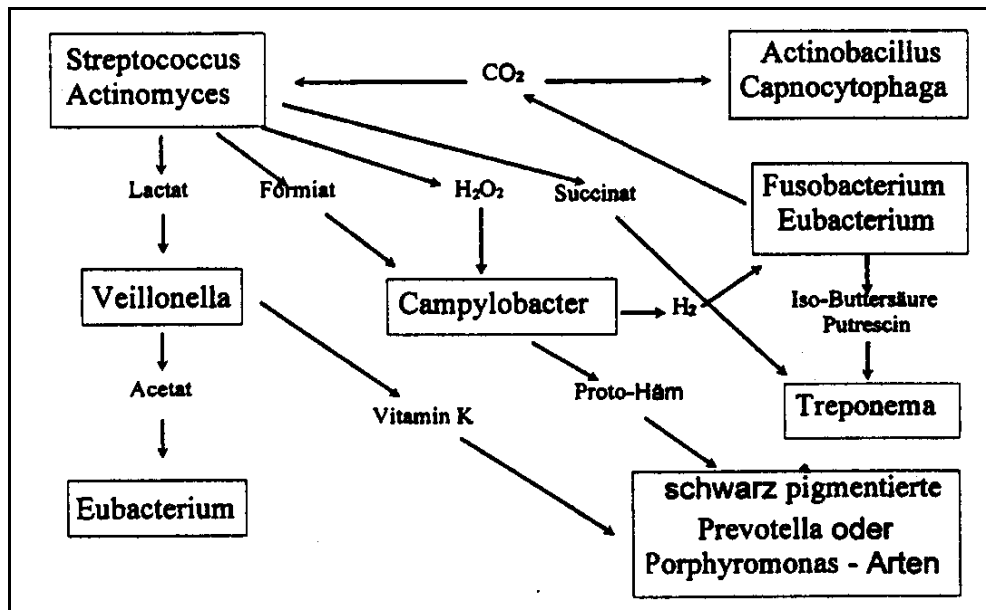 Streptococcus
Actinomyces
CO₂
Actinobacillus
Capnocytophaga
Lactat
Formiat
H₂O₂
Succinat
Fusobacterium
Eubacterium
Veillonella
Campylobacter
H₂
Iso-Buttersäure
Putrescin
Acetat
Vitamin K
Proto-Häm
Treponema
Eubacterium
schwarz pigmentierte
Prevotella oder
Porphyromonas - Arten